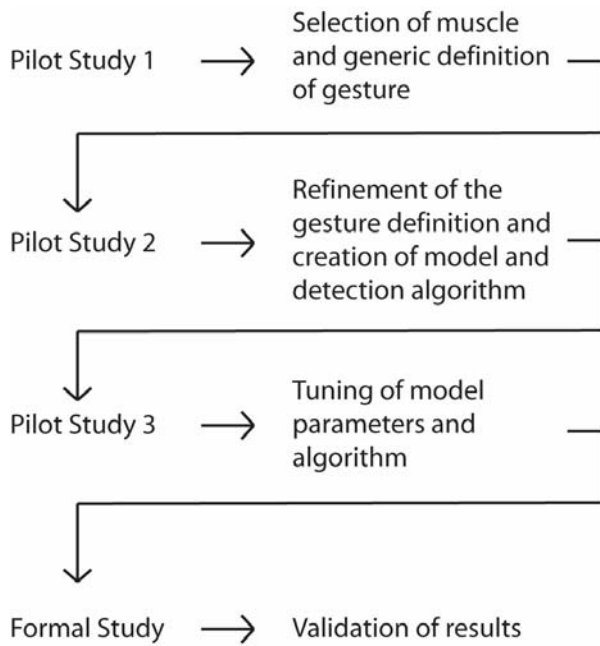 Pilot Study 1
Selection of muscle
and generic definition
of gesture
Pilot Study 2
Refinement of the
gesture definition and
creation of model and
detection algorithm
Pilot Study 3
Tuning of model
parameters and
algorithm
Formal Study
Validation of results